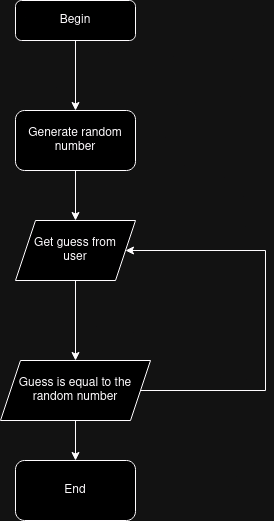 Begin
Generate random
number
Get guess from
user
Guess is equal to the
random number
End